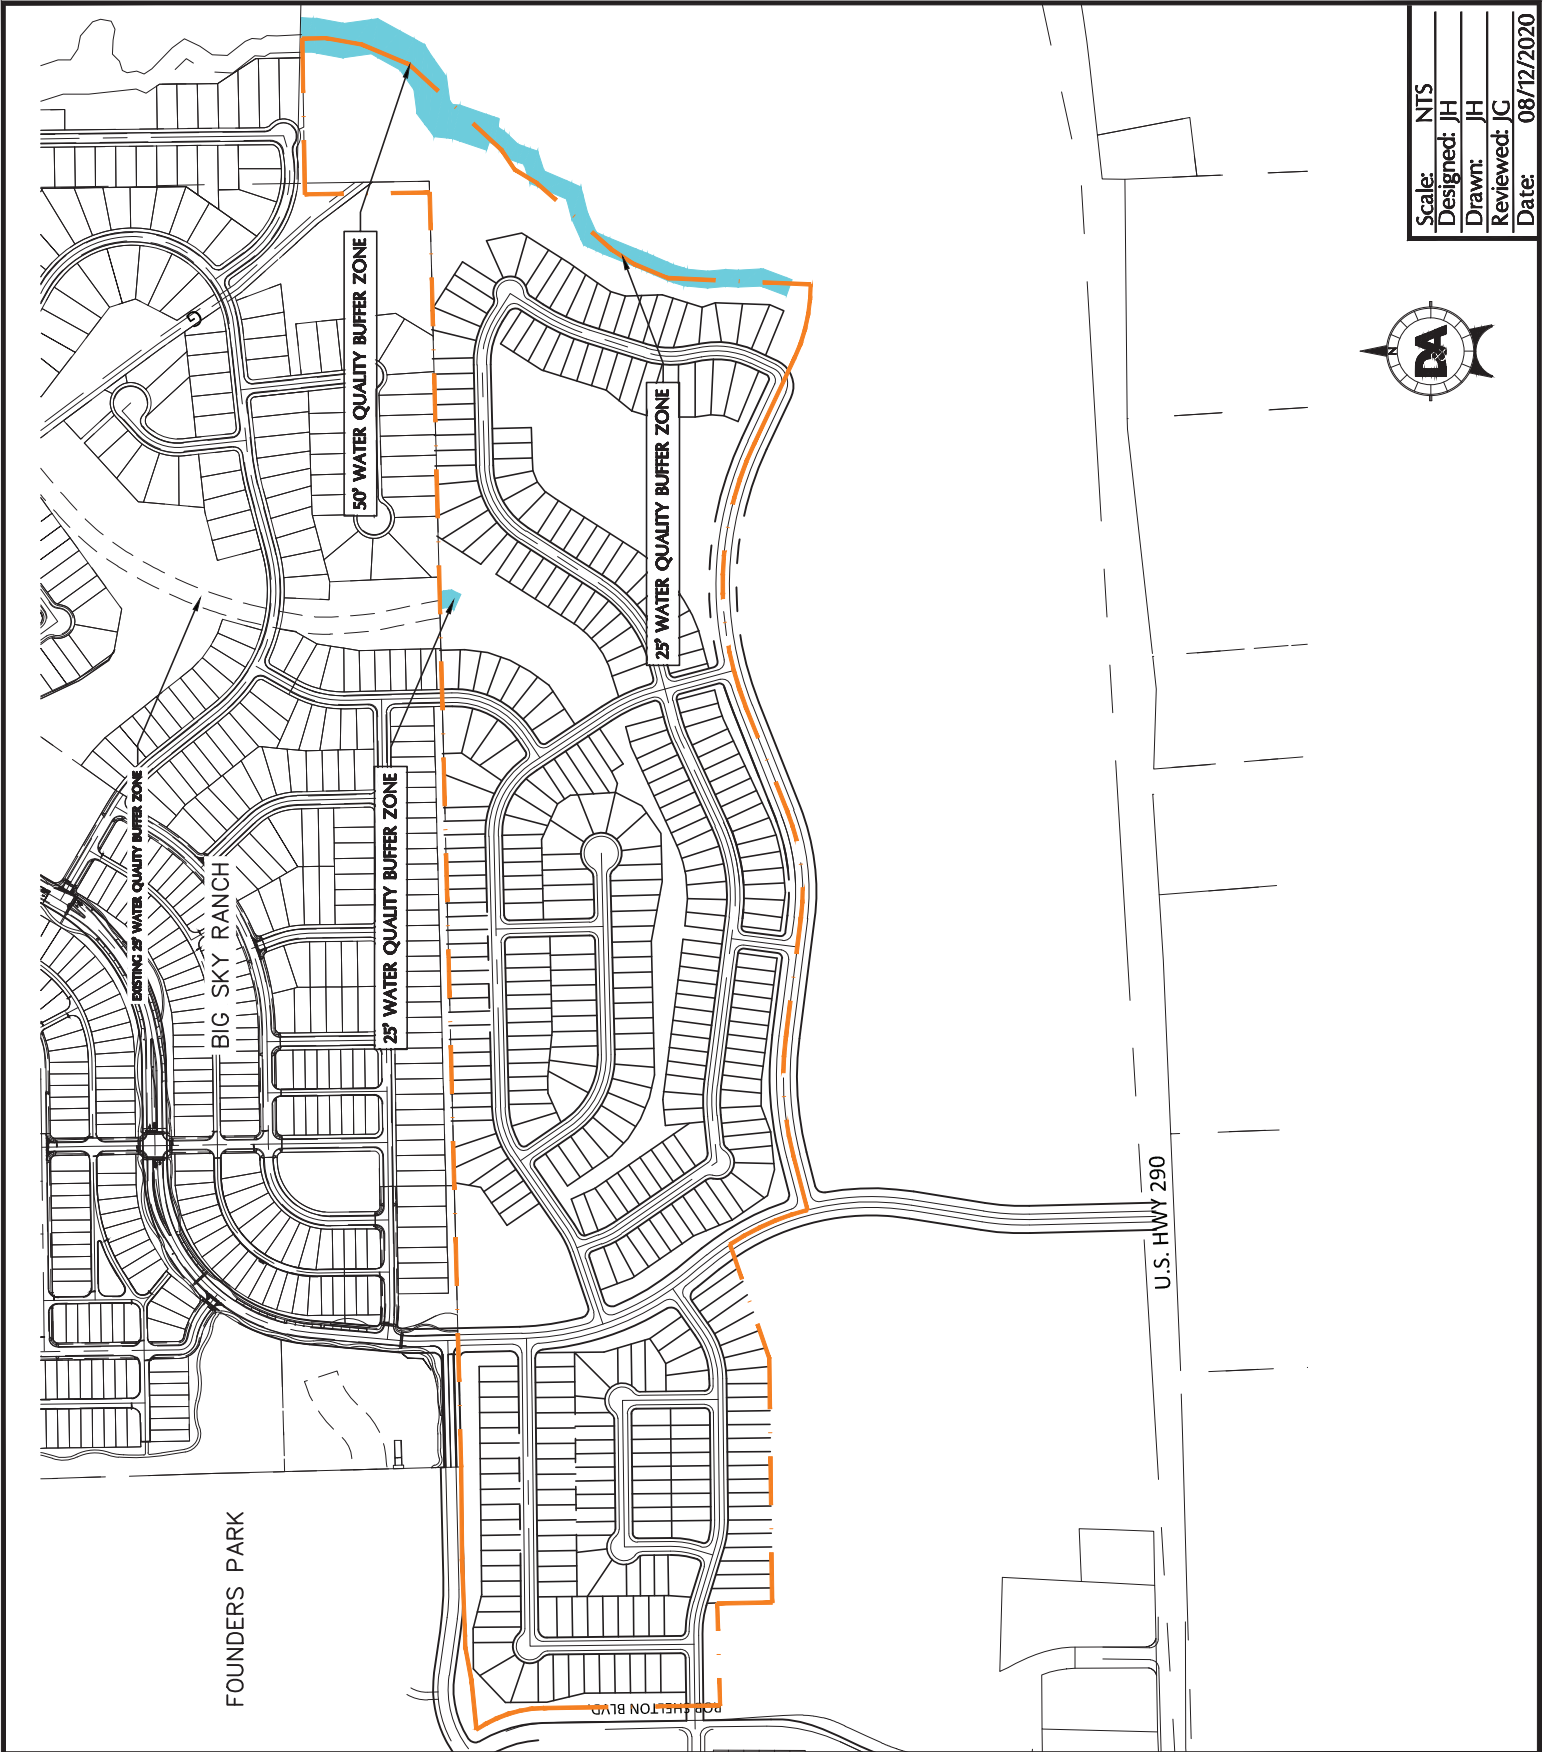 Scale: NTS
Designed: JH
Drawn: JH
Reviewed: JG
Date: 08/12/2020
N
D&A
50' WATER QUALITY BUFFER ZONE
25' WATER QUALITY BUFFER ZONE
25' WATER QUALITY BUFFER ZONE
EXISTING 25' WATER QUALITY BUFFER ZONE
BIG SKY RANCH
FOUNDERS PARK
U.S. HWY 290
ROB SHELTON BLVD
G